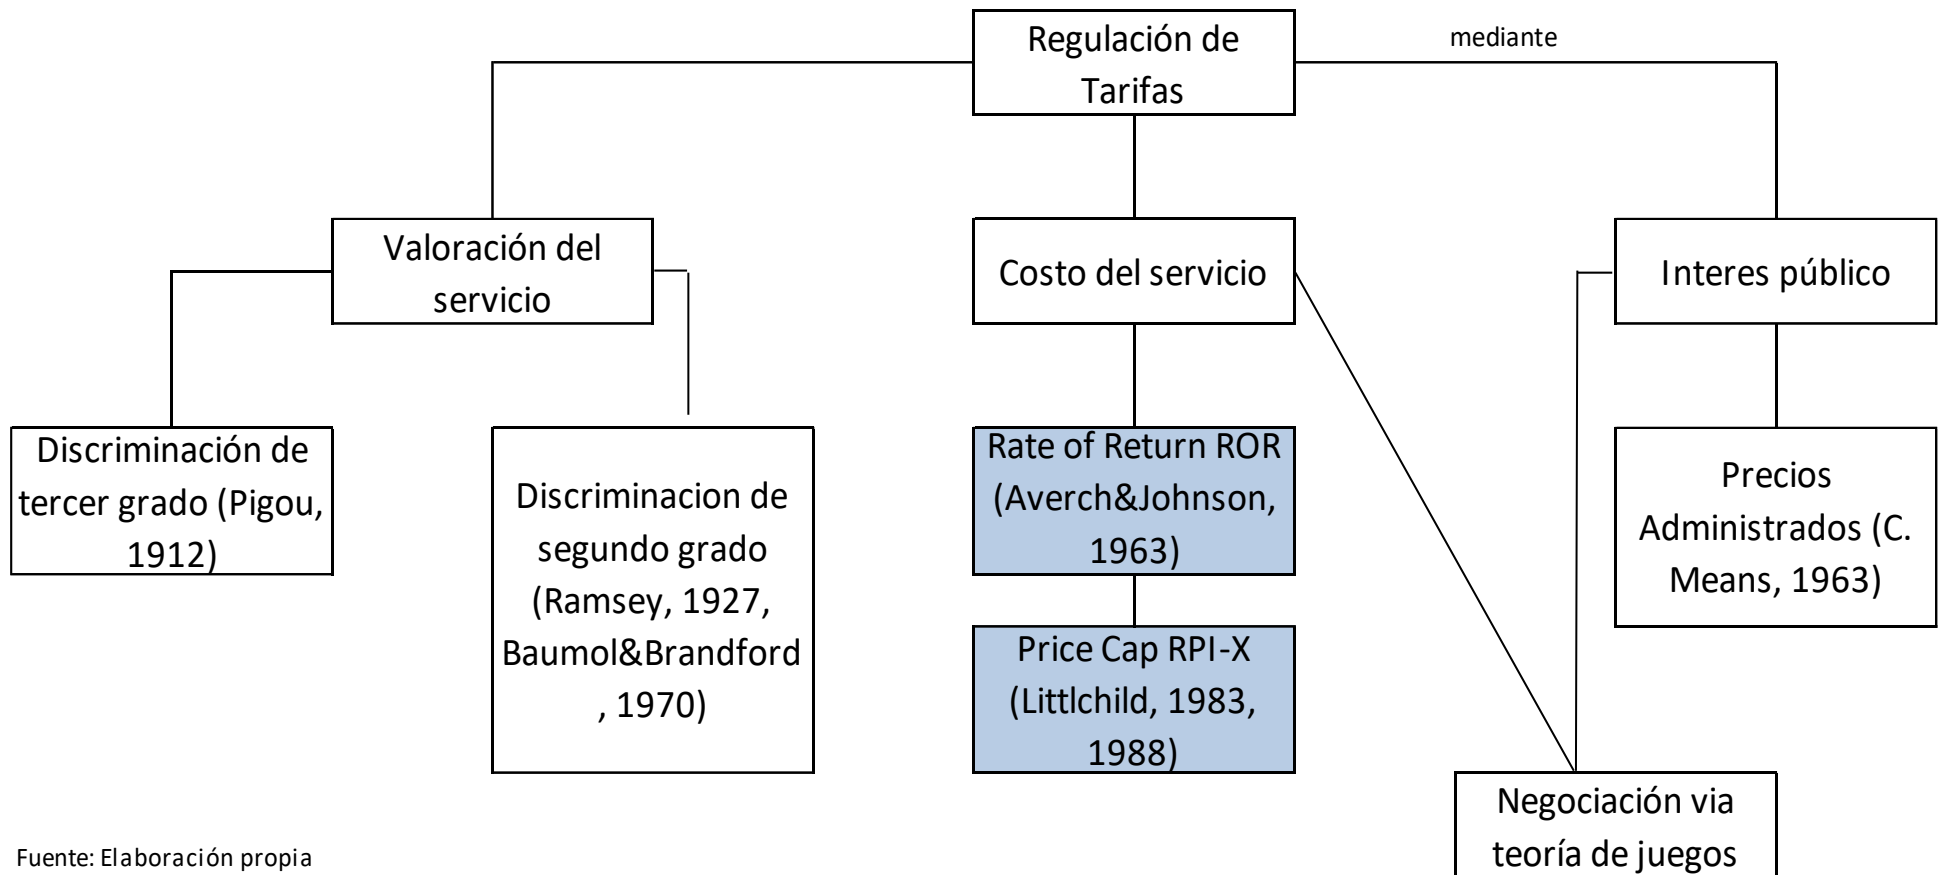 Regulación de
Tarifas
mediante
Valoración del
servicio
Costo del servicio
Interes público
Discriminación de
tercer grado (Pigou,
1912)
Discriminacion de
segundo grado
(Ramsey, 1927,
Baumol&Brandford
, 1970)
Rate of Return ROR
(Averch&Johnson,
1963)
Precios
Administrados (C.
Means, 1963)
Price Cap RPI-X
(Littlchild, 1983,
1988)
Negociación via
teoría de juegos
Fuente: Elaboración propia